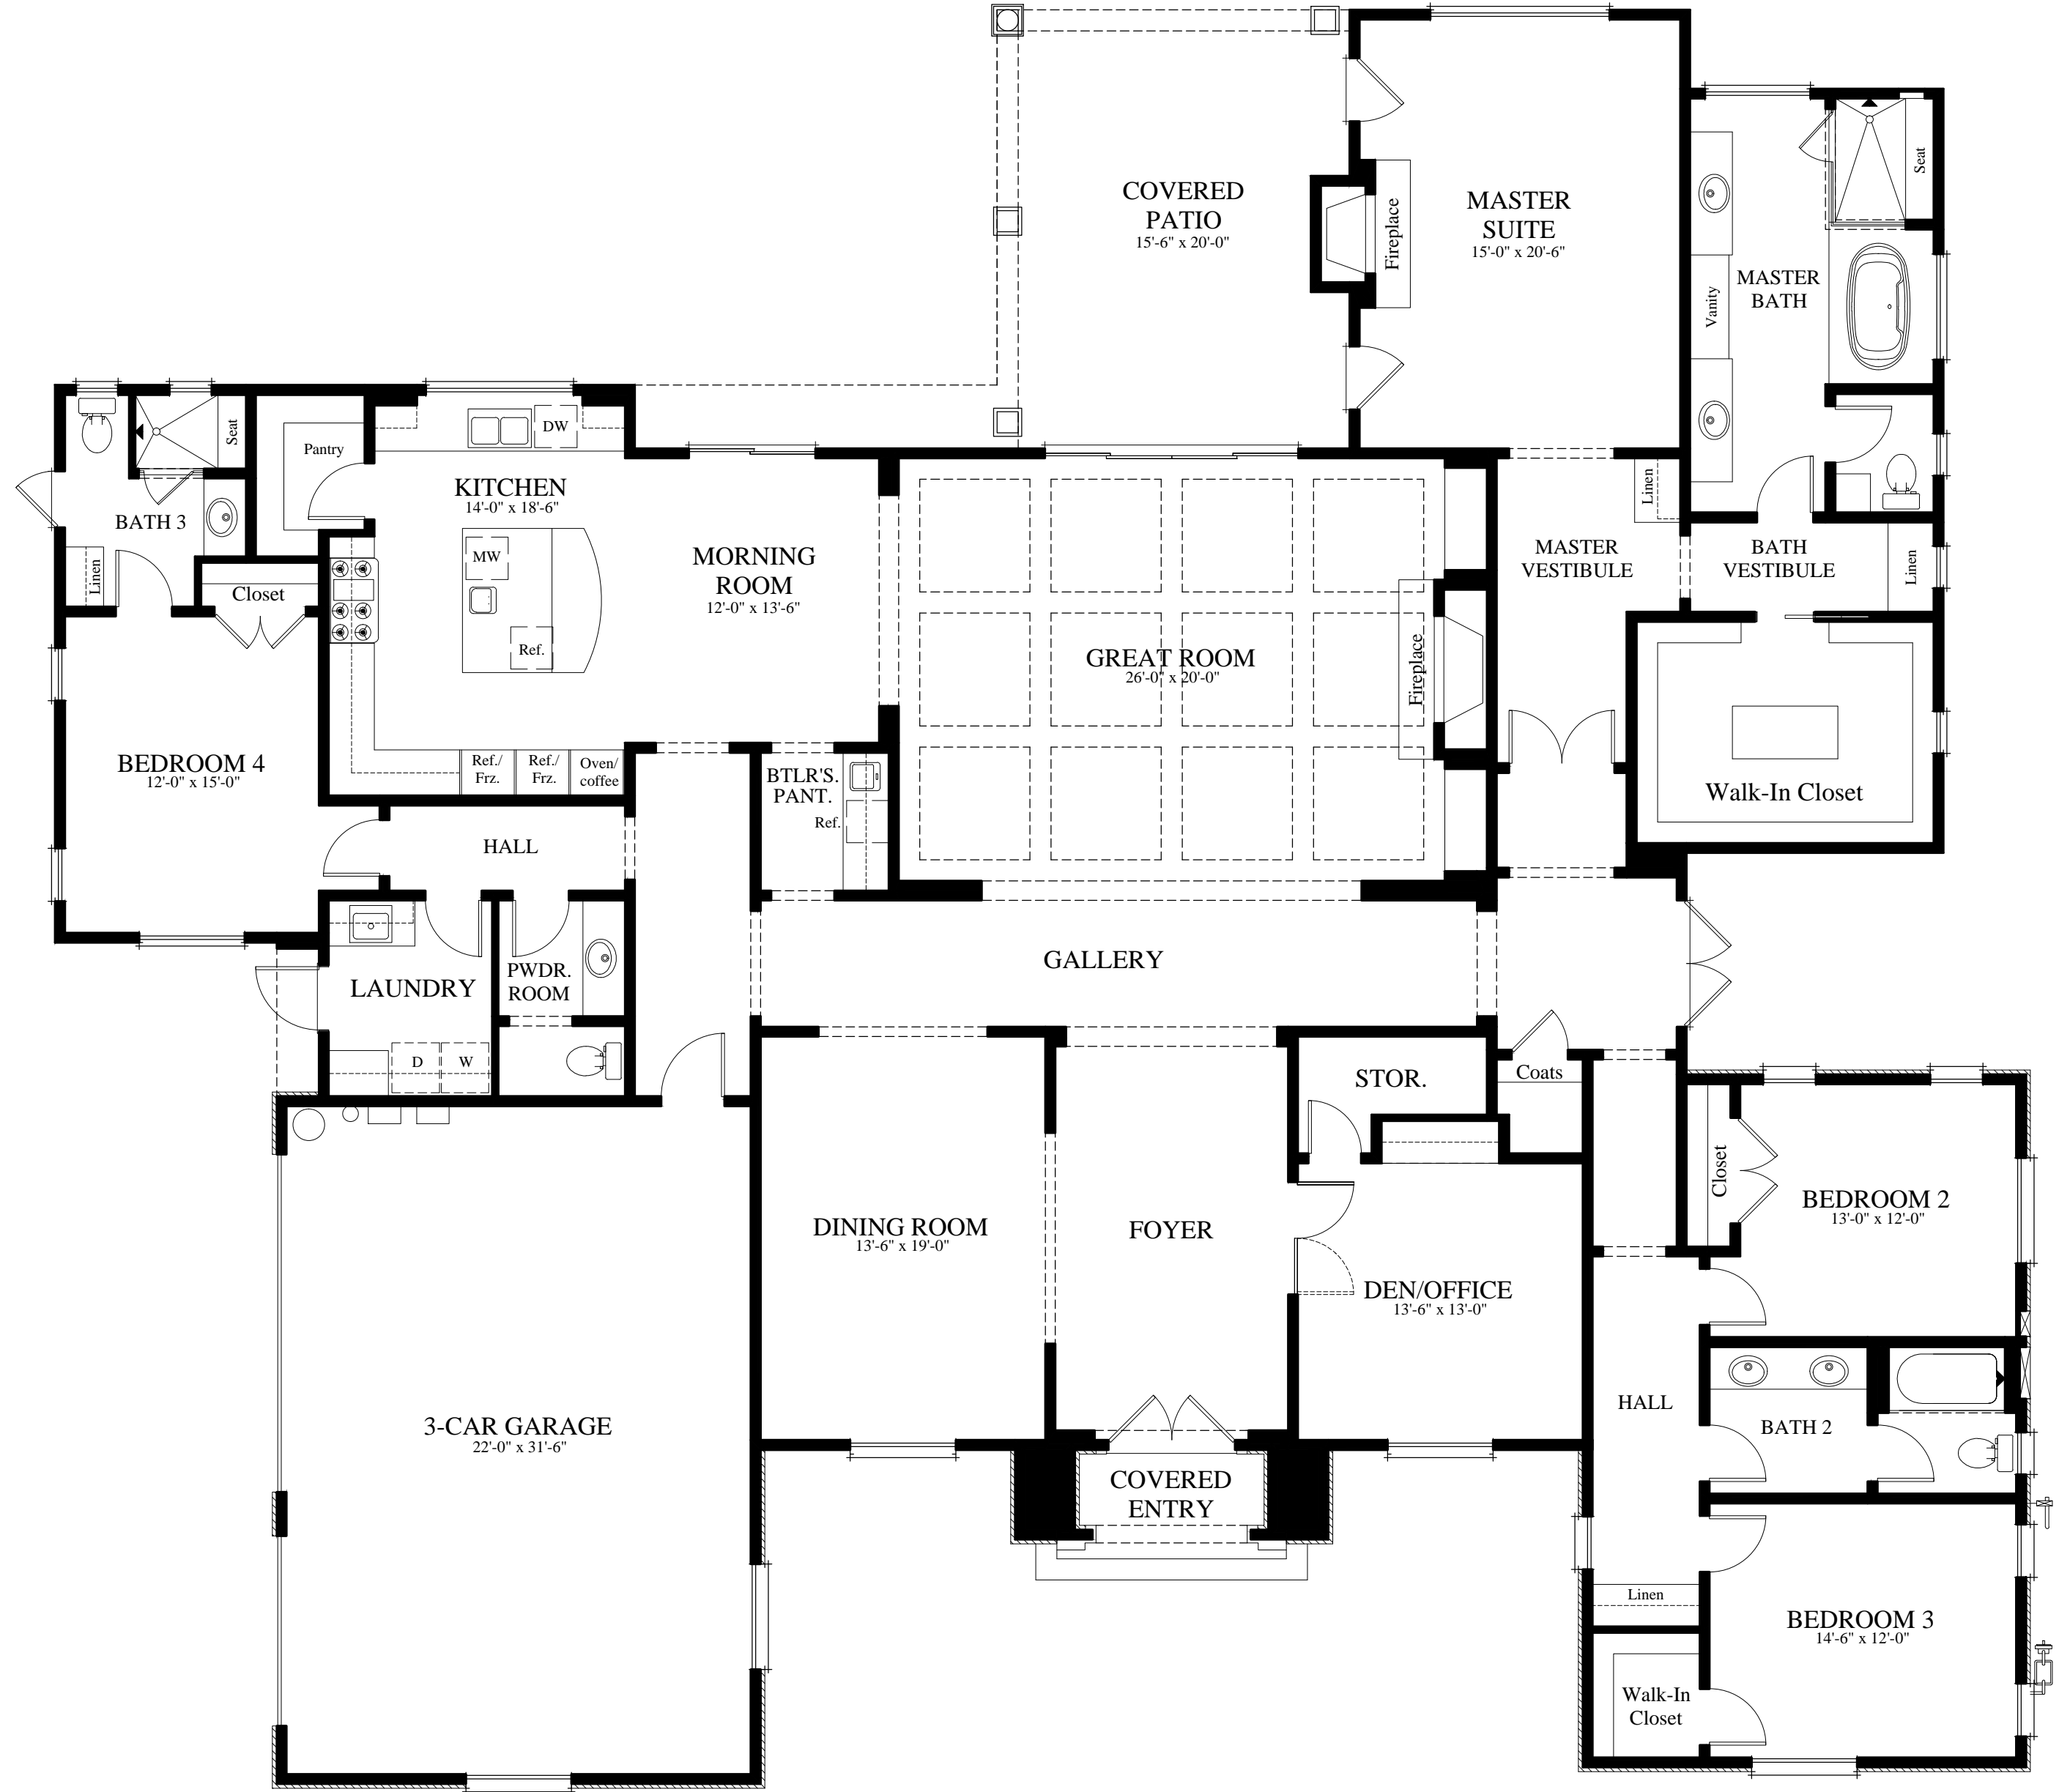 COVERED
PATIO
15'-6" x 20'-0"
Fireplace
MASTER
SUITE
15'-0" x 20'-6"
Seat
Vanity
MASTER
BATH
Seat
Pantry
DW
KITCHEN
14'-0" x 18'-6"
BATH 3
Linen
Closet
MW
Ref.
MORNING
ROOM
12'-0" x 13'-6"
GREAT ROOM
26'-0" x 20'-0"
Fireplace
Linen
MASTER
VESTIBULE
BATH
VESTIBULE
Linen
Walk-In Closet
BEDROOM 4
12'-0" x 15'-0"
Ref./
Frz.
Ref./
Frz.
Oven/
coffee
BTLR'S.
PANT.
Ref.
HALL
GALLERY
LAUNDRY
PWDR.
ROOM
D
W
STOR.
Coats
Closet
BEDROOM 2
13'-0" x 12'-0"
DINING ROOM
13'-6" x 19'-0"
FOYER
DEN/OFFICE
13'-6" x 13'-0"
HALL
BATH 2
3-CAR GARAGE
22'-0" x 31'-6"
COVERED
ENTRY
Linen
BEDROOM 3
14'-6" x 12'-0"
Walk-In
Closet